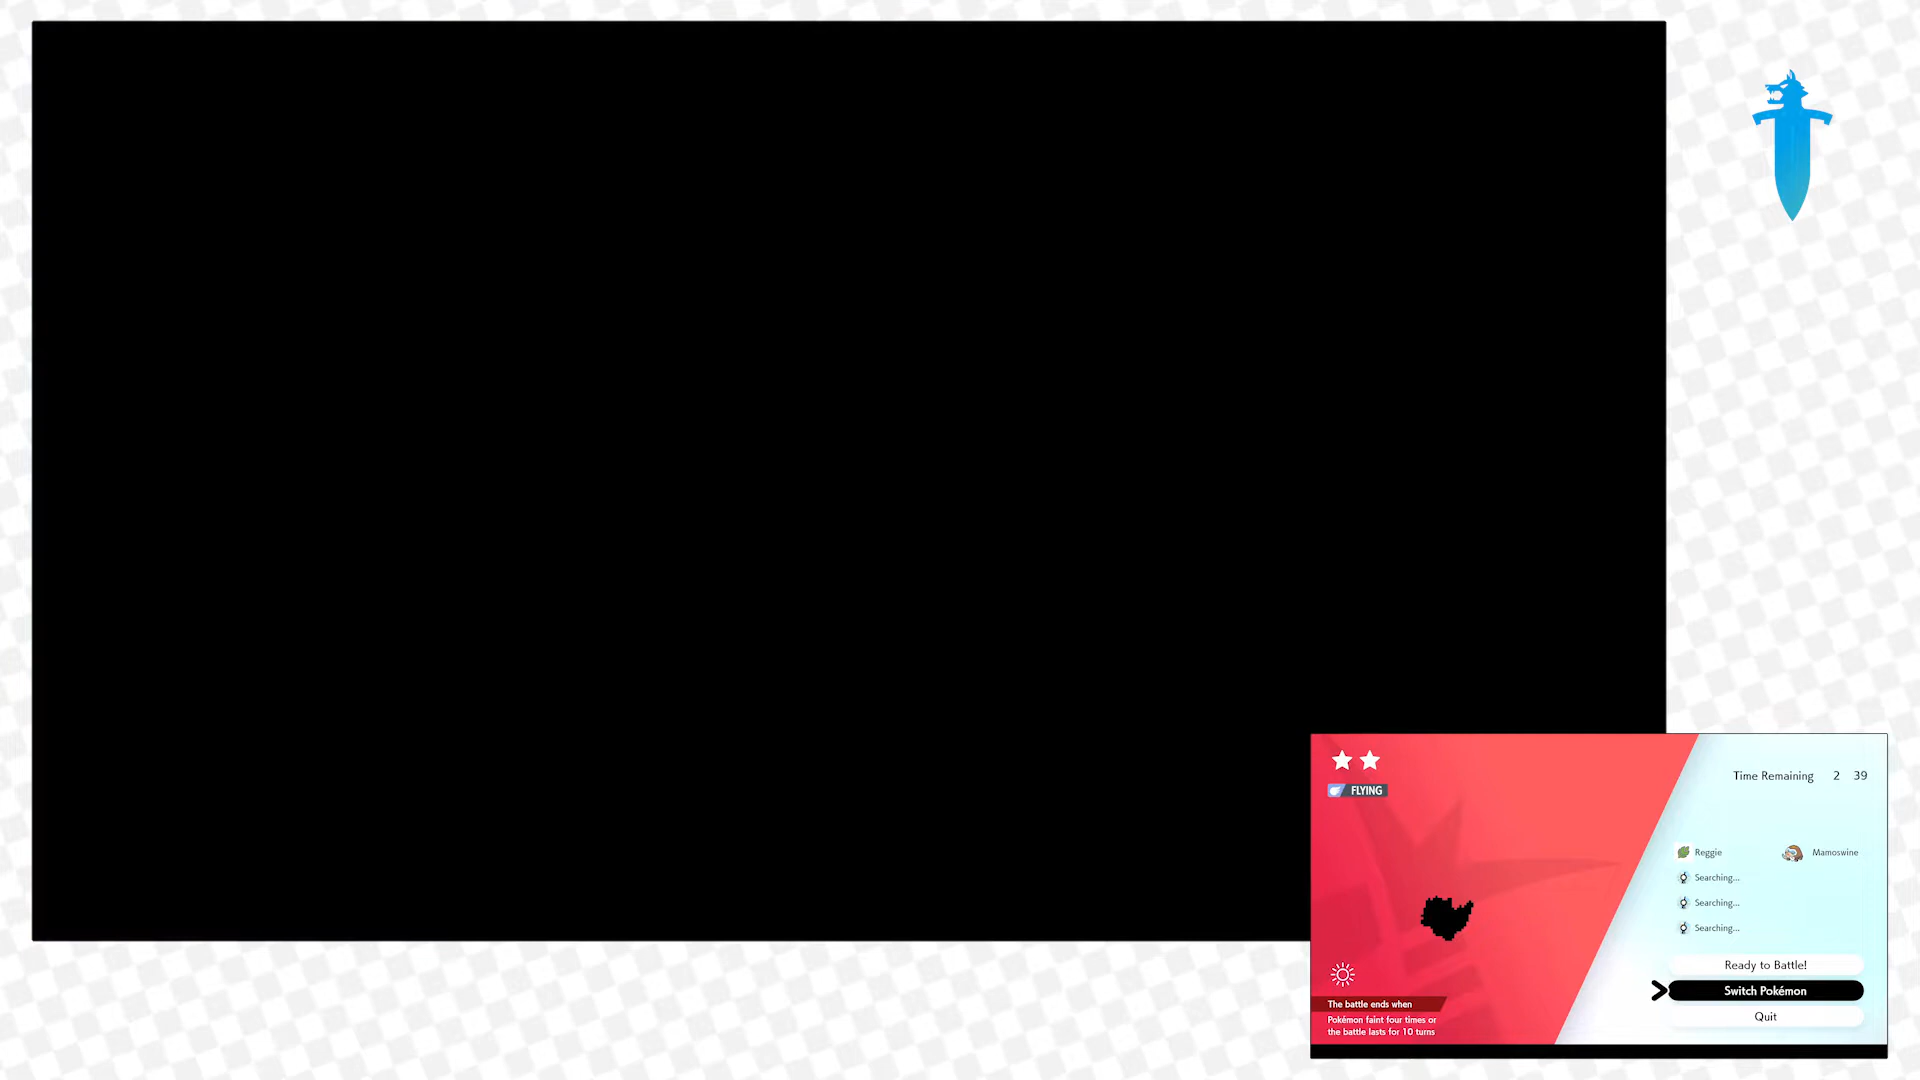 FLYING
Time Remaining 2 39
Reggie Mamoswine
Searching...
Searching...
Searching...
Ready to Battle!
Switch Pokémon
Quit
The battle ends when
Pokémon faint four times or
the battle lasts for 10 turns